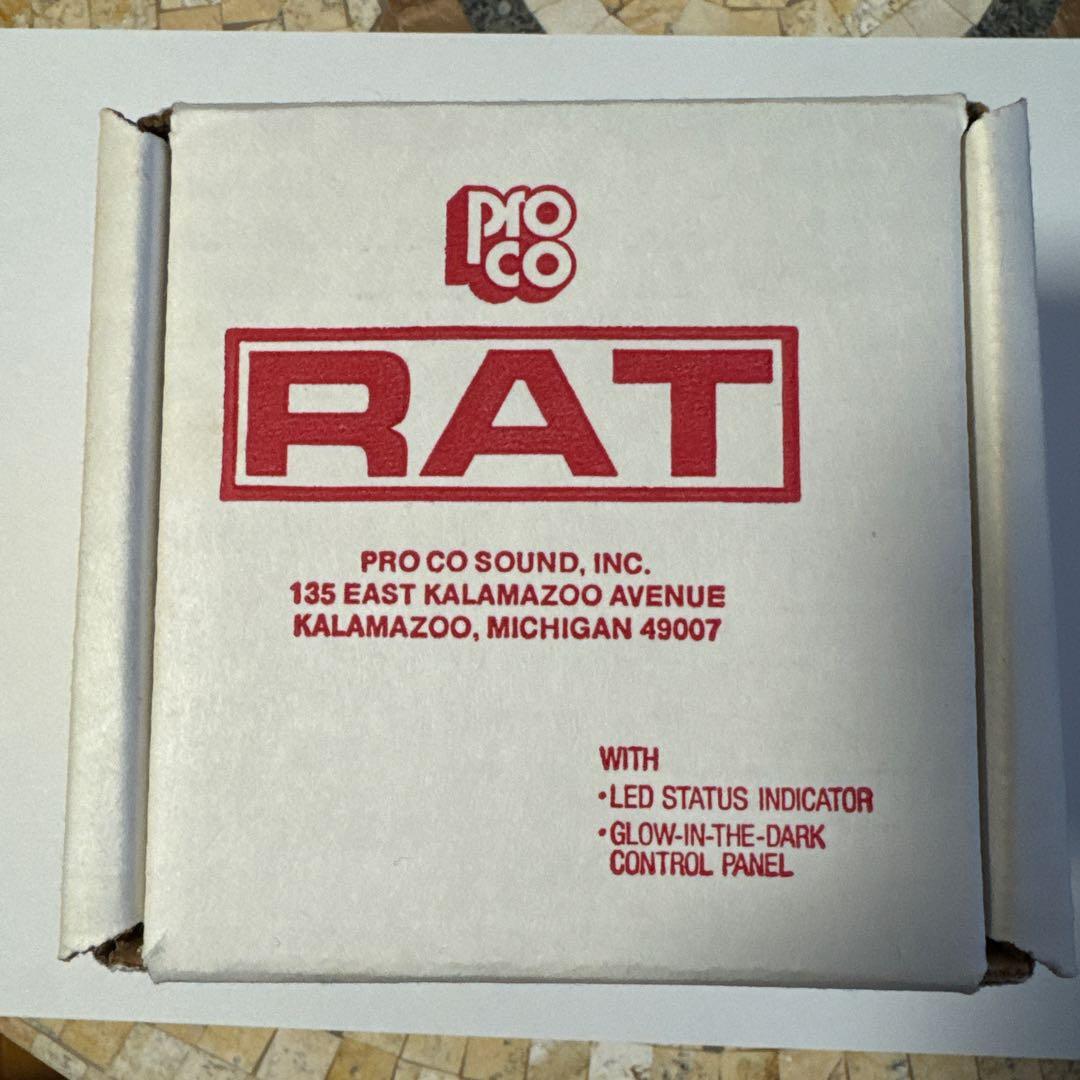 pro
co
RAT
PRO CO SOUND, INC.
135 EAST KALAMAZOO AVENUE
KALAMAZOO, MICHIGAN 49007
WITH
•LED STATUS INDICATOR
•GLOW-IN-THE-DARK
CONTROL PANEL